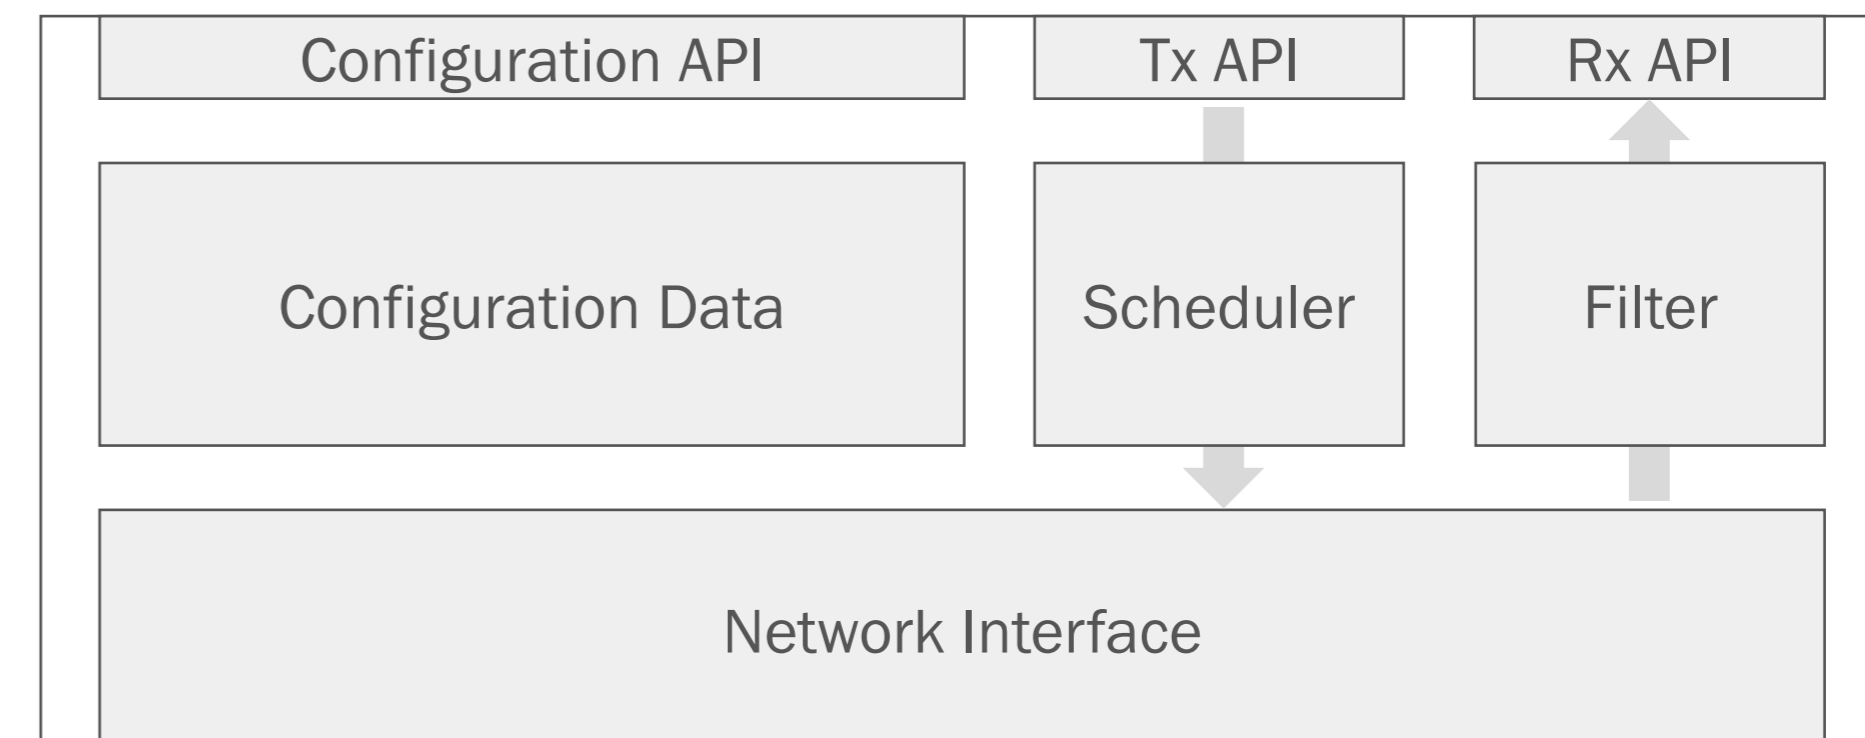 Configuration API
Tx API
Rx API
Configuration Data
Scheduler
Filter
Network Interface